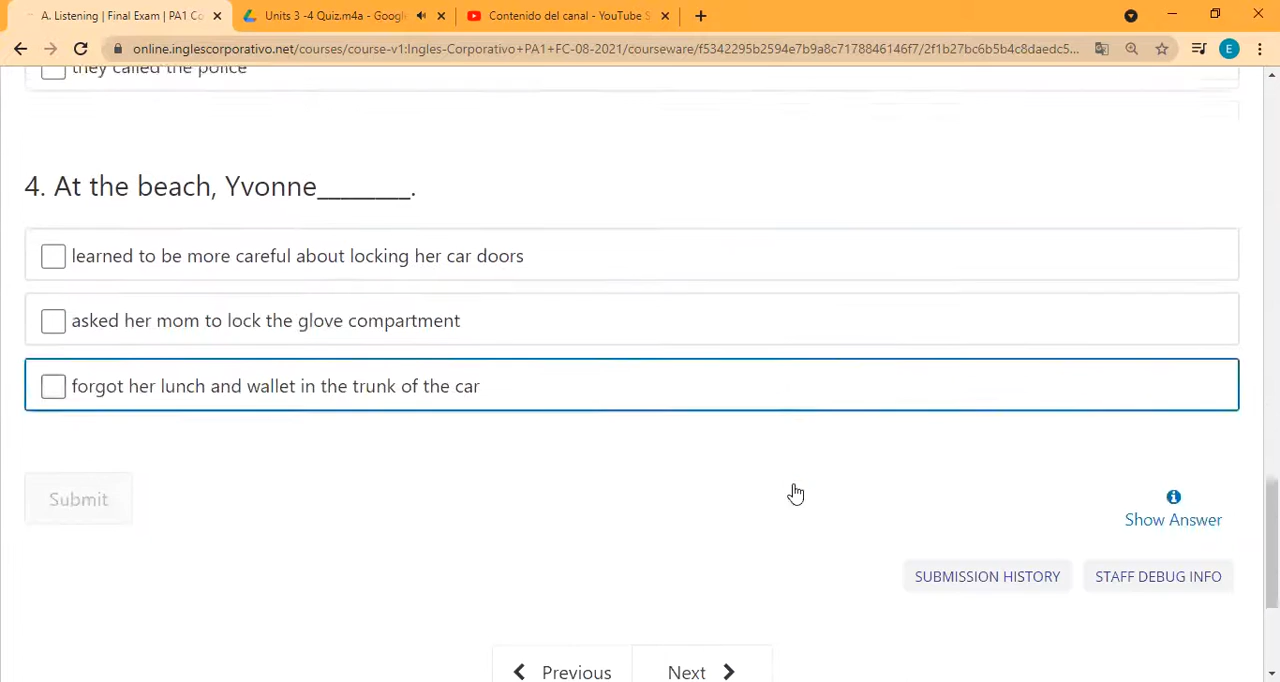 A. Listening | Final Exam | PA1 Co
Units 3 -4 Quiz.m4a - Google
Contenido del canal - YouTube S
online.inglescorporativo.net/courses/course-v1:Ingles-Corporativo+PA1+FC-08-2021/courseware/f5342295b2594e7b9a8c7178846146f7/2f1b27bc6b5b4c8daedc5...
E
they called the police
4. At the beach, Yvonne________.
learned to be more careful about locking her car doors
asked her mom to lock the glove compartment
forgot her lunch and wallet in the trunk of the car
Submit
Show Answer
SUBMISSION HISTORY
STAFF DEBUG INFO
Previous
Next